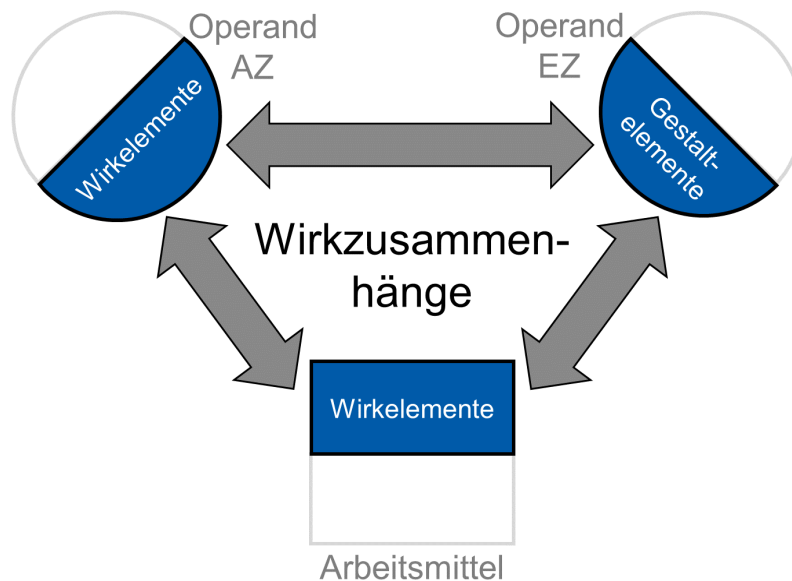 Operand
AZ
Operand
EZ
Wirkelemente
Gestalt-
elemente
Wirkzusammen-
hänge
Wirkelemente
Arbeitsmittel